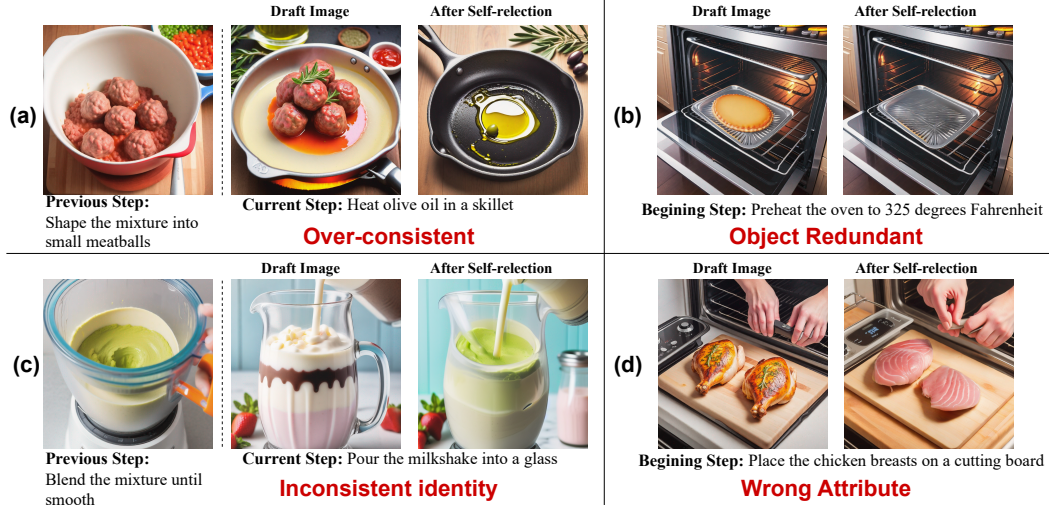 Draft Image
After Self-relection
(a)
Previous Step:
Shape the mixture into
small meatballs
Current Step: Heat olive oil in a skillet
Over-consistent
Draft Image
After Self-relection
(b)
Begining Step: Preheat the oven to 325 degrees Fahrenheit
Object Redundant
Draft Image
After Self-relection
(c)
Previous Step:
Blend the mixture until
smooth
Current Step: Pour the milkshake into a glass
Inconsistent identity
Draft Image
After Self-relection
(d)
Begining Step: Place the chicken breasts on a cutting board
Wrong Attribute